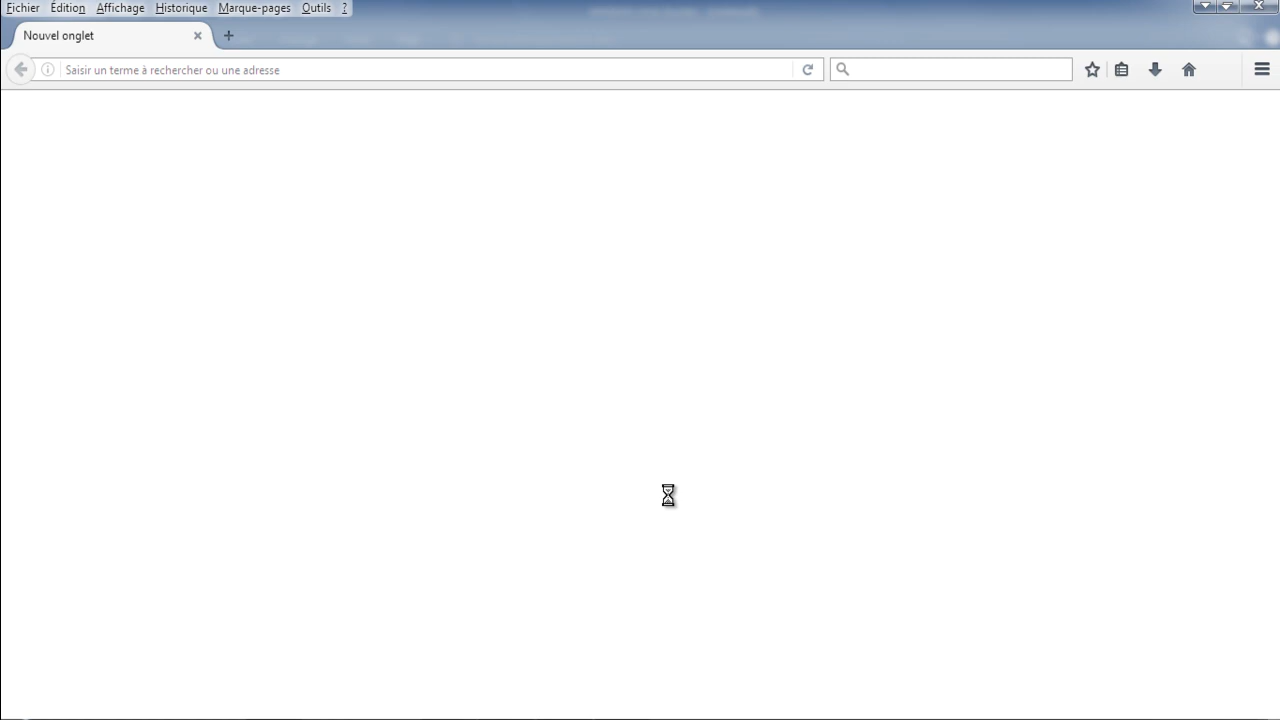 Fichier Édition Affichage Historique Marque-pages Outils ?
Nouvel onglet
Saisir un terme à rechercher ou une adresse